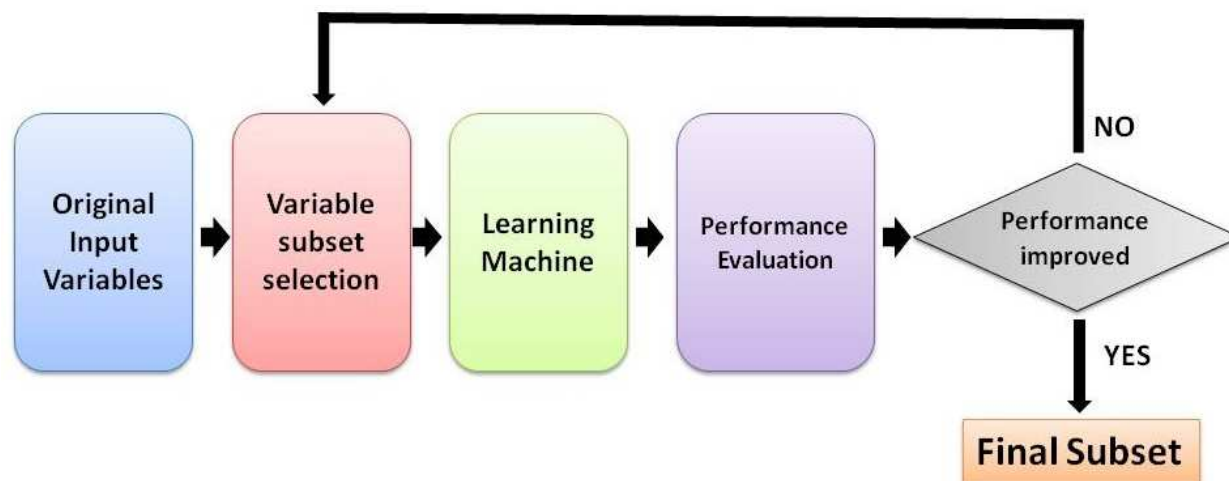 Original
Input
Variables
Variable
subset
selection
Learning
Machine
Performance
Evaluation
Performance
improved
NO
YES
Final Subset